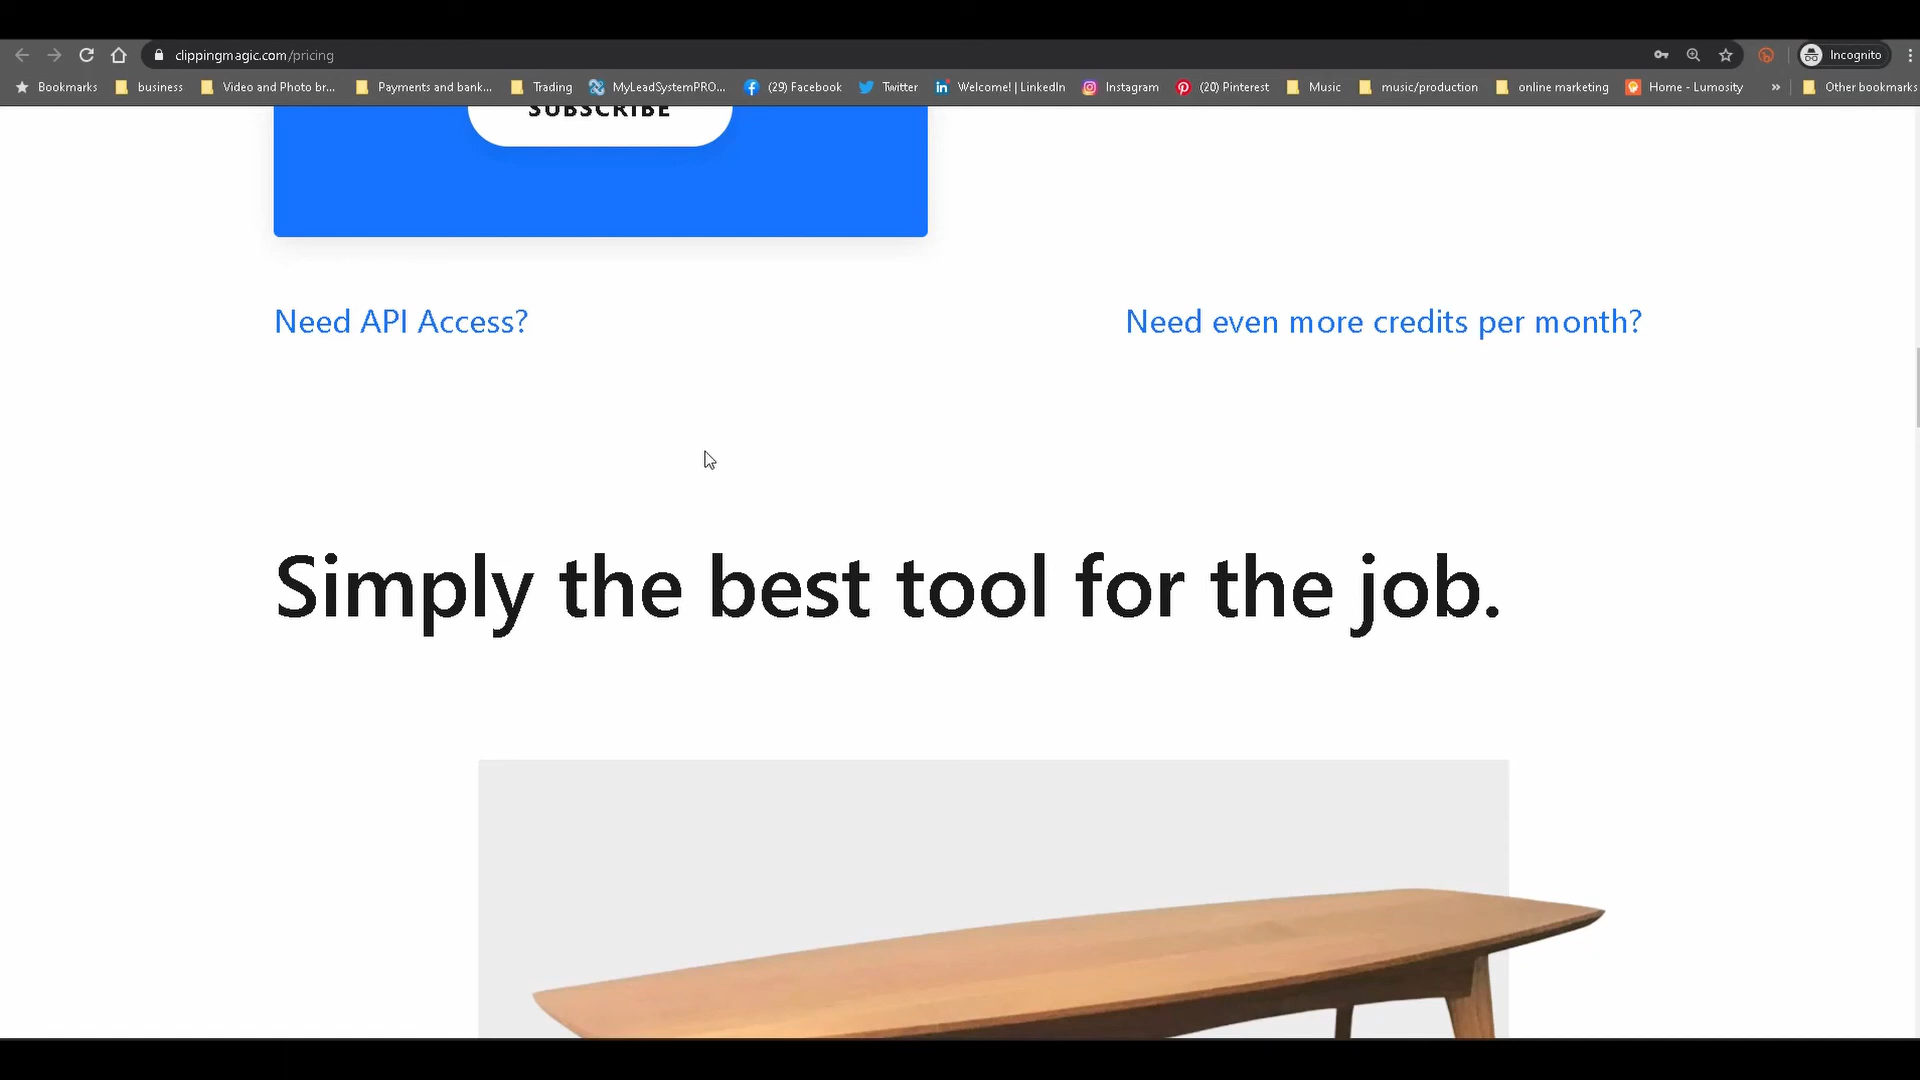 clippingmagic.com/pricing
Incognito
Bookmarks
business
Video and Photo br...
Payments and bank...
Trading
MyLeadSystemPRO...
(29) Facebook
Twitter
Welcome! | LinkedIn
Instagram
(20) Pinterest
Music
music/production
online marketing
Home - Lumosity
»
Other bookmarks
SUBSCRIBE
Need API Access?
Need even more credits per month?
Simply the best tool for the job.